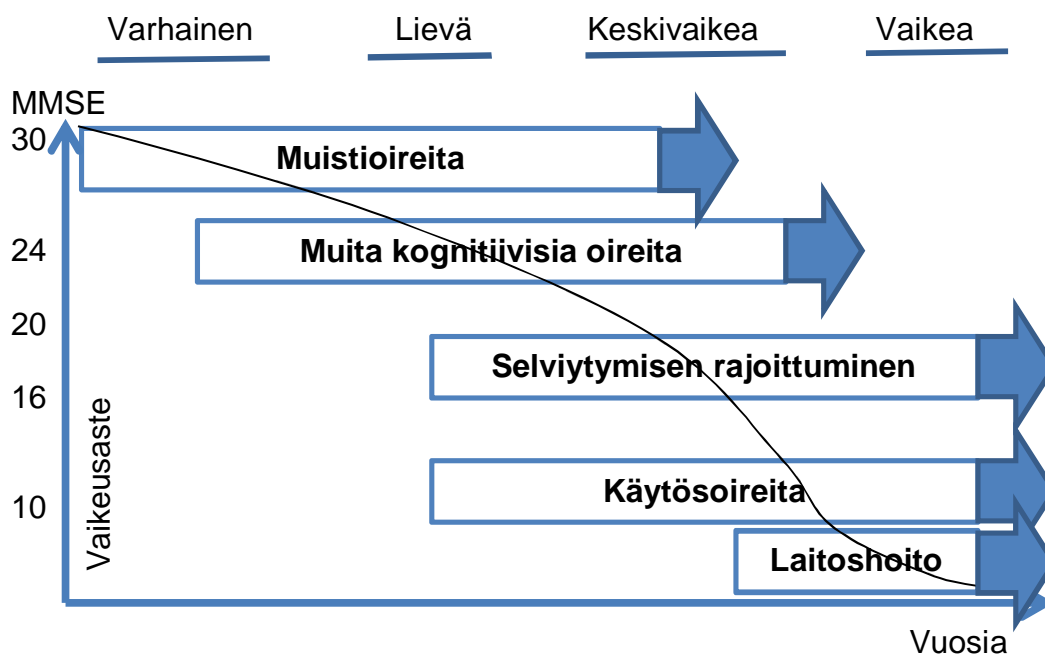 Varhainen Lievä Keskivaikea Vaikea
MMSE
30
Muistioireita
24
Muita kognitiivisia oireita
20
Selviytymisen rajoittuminen
16
Vaikeusaste
10
Käytösoireita
Laitoshoito
Vuosia